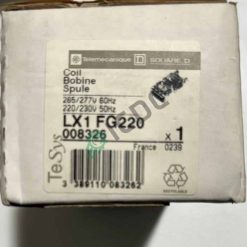 Telemecanique SQUARE D
Coil
Bobine
Spule
265/277V 60Hz
220/230V 50Hz
LX1 FG220
008326 x 1
France 0239
TeSys
3 389110 083262